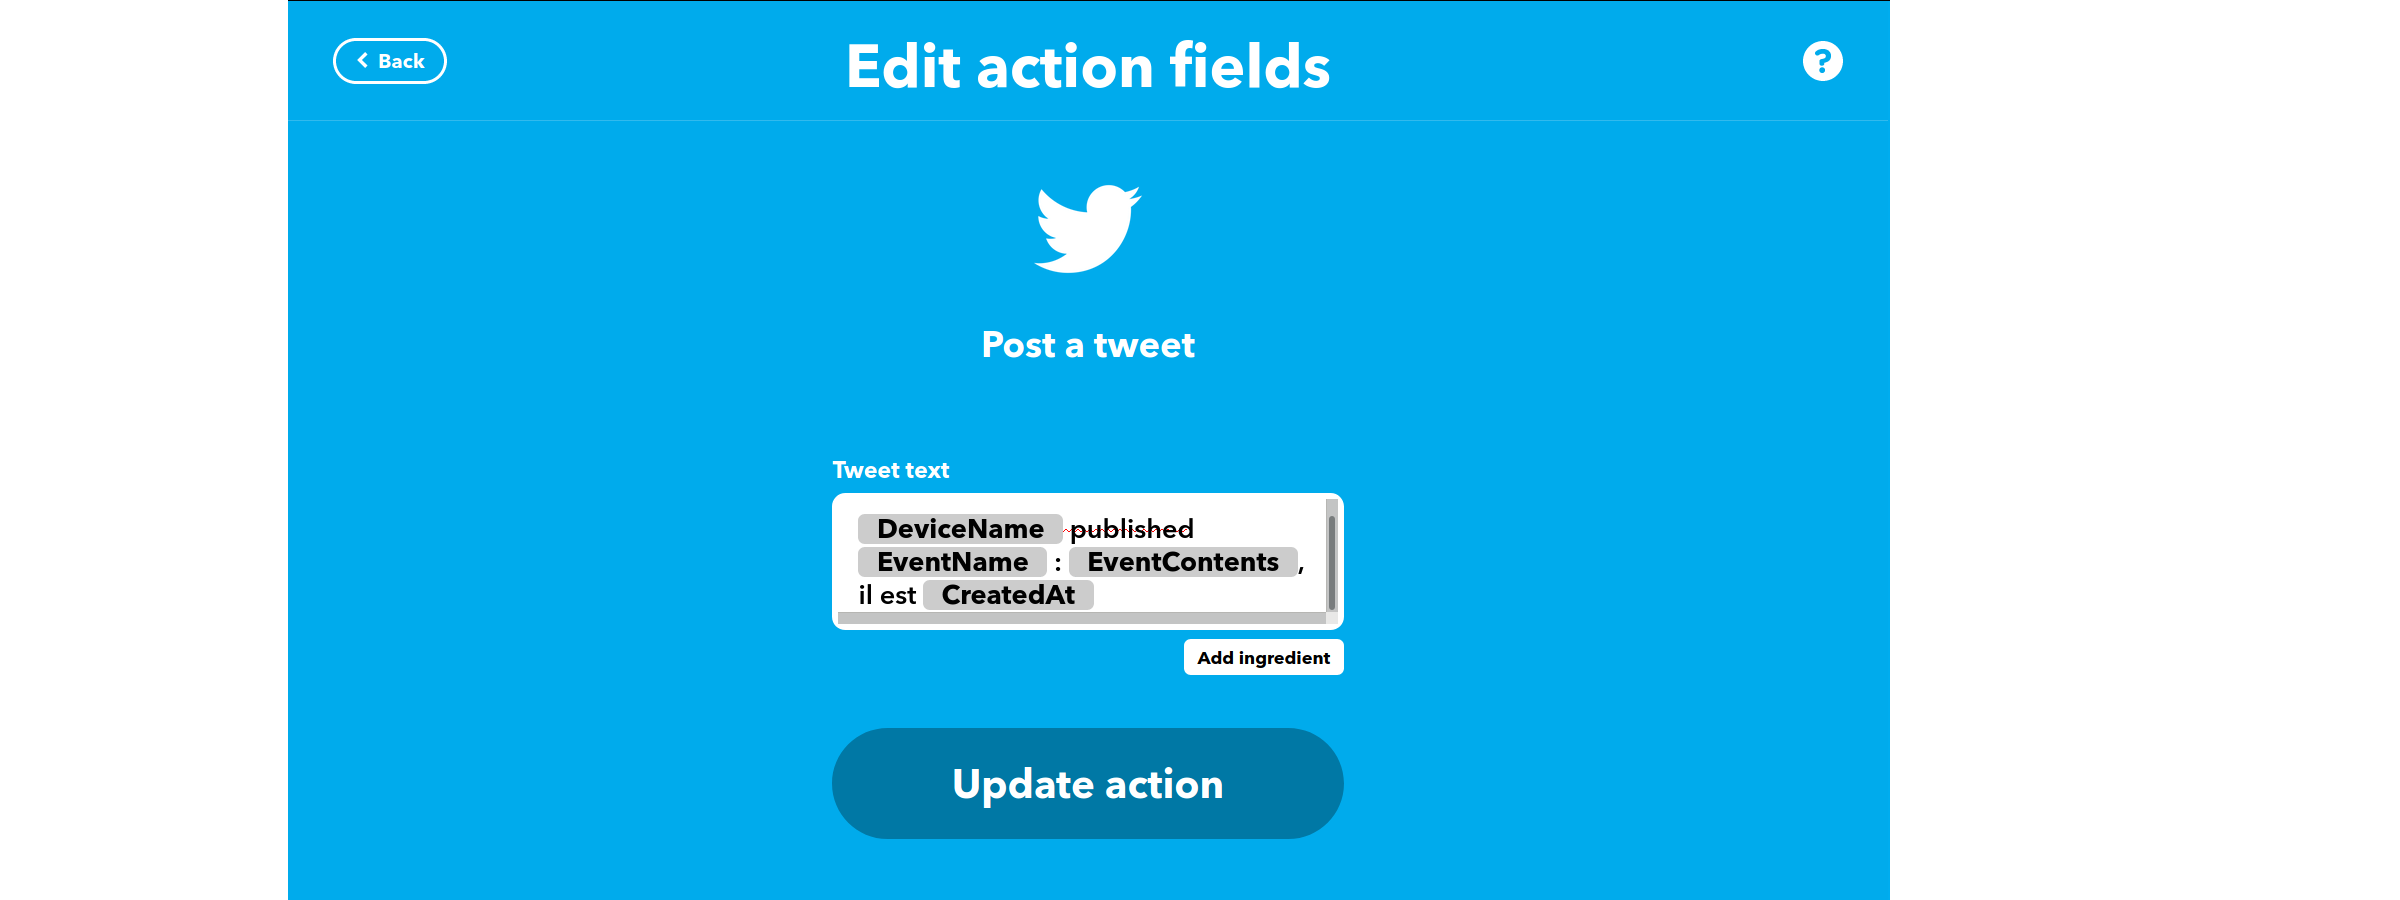 Back
Edit action fields
?
Post a tweet
Tweet text
DeviceName published
EventName : EventContents,
il est CreatedAt
Add ingredient
Update action